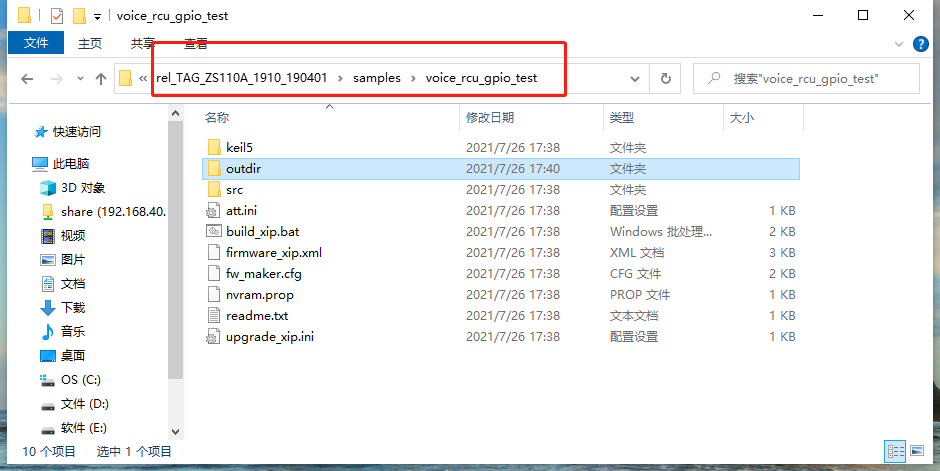 voice_rcu_gpio_test
文件 主页 共享 查看
« rel_TAG_ZS110A_1910_190401 › samples › voice_rcu_gpio_test
搜索"voice_rcu_gpio_test"
名称 修改日期 类型 大小
快速访问
此电脑
3D 对象
share (192.168.40.
视频
图片
文档
下载
音乐
桌面
OS (C:)
文件 (D:)
软件 (E:)
keil5 2021/7/26 17:38 文件夹
outdir 2021/7/26 17:40 文件夹
src 2021/7/26 17:38 文件夹
att.ini 2021/7/26 17:38 配置设置 1 KB
build_xip.bat 2021/7/26 17:38 Windows 批处理... 2 KB
firmware_xip.xml 2021/7/26 17:38 XML 文档 3 KB
fw_maker.cfg 2021/7/26 17:38 CFG 文件 2 KB
nvram.prop 2021/7/26 17:38 PROP 文件 1 KB
readme.txt 2021/7/26 17:38 文本文档 1 KB
upgrade_xip.ini 2021/7/26 17:38 配置设置 1 KB
10 个项目 选中 1 个项目